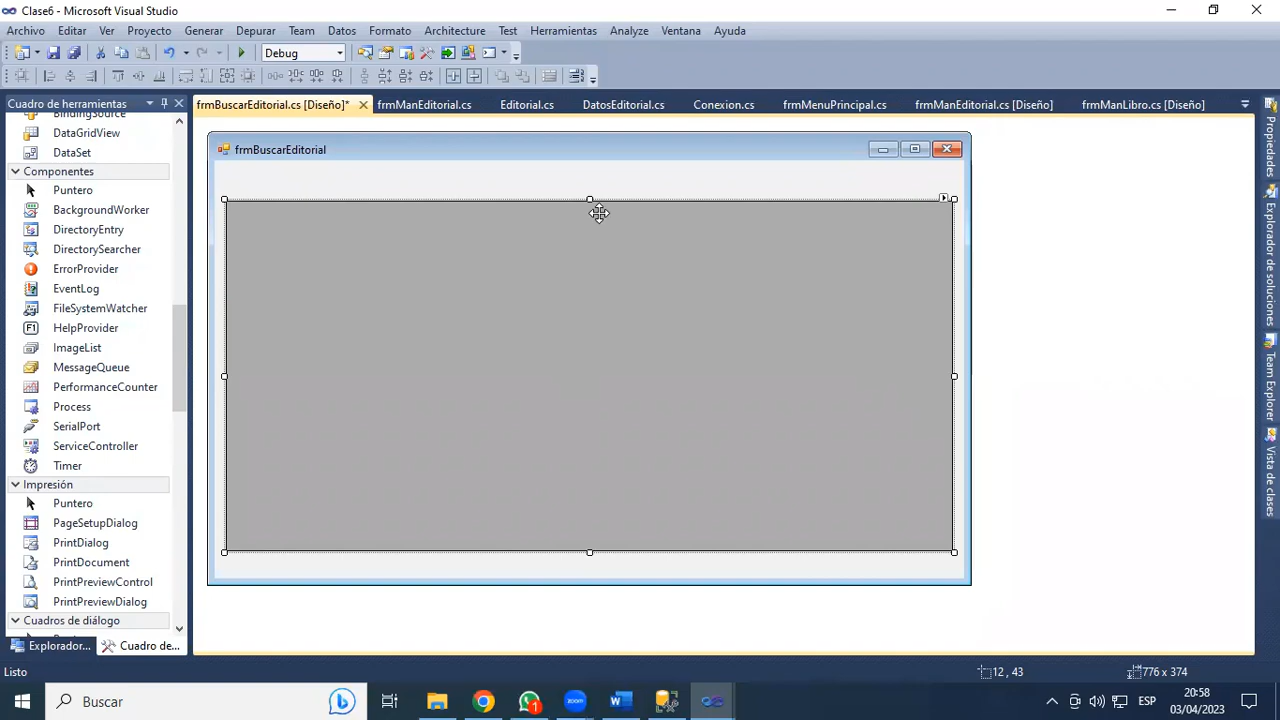 Clase6 - Microsoft Visual Studio
Archivo Editar Ver Proyecto Generar Depurar Team Datos Formato Architecture Test Herramientas Analyze Ventana Ayuda
Debug
Cuadro de herramientas
frmBuscarEditorial.cs [Diseño]* frmManEditorial.cs Editorial.cs DatosEditorial.cs Conexion.cs frmMenuPrincipal.cs frmManEditorial.cs [Diseño] frmManLibro.cs [Diseño]
BindingSource
DataGridView
DataSet
Componentes
Puntero
BackgroundWorker
DirectoryEntry
DirectorySearcher
ErrorProvider
EventLog
FileSystemWatcher
HelpProvider
ImageList
MessageQueue
PerformanceCounter
Process
SerialPort
ServiceController
Timer
Impresión
Puntero
PageSetupDialog
PrintDialog
PrintDocument
PrintPreviewControl
PrintPreviewDialog
Cuadros de diálogo
Explorador...
Cuadro de...
frmBuscarEditorial
Propiedades
Explorador de soluciones
Team Explorer
Vista de clases
Listo
12 , 43
776 x 374
Buscar
1
zoom
ESP
20:58
03/04/2023